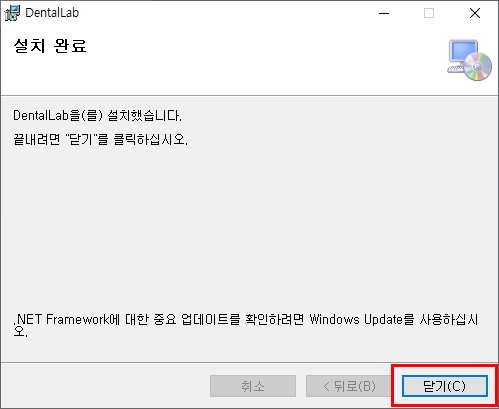 DentalLab
설치 완료
DentalLab을(를) 설치했습니다.
끝내려면 "닫기"를 클릭하십시오.
.NET Framework에 대한 중요 업데이트를 확인하려면 Windows Update를 사용하십시
오.
취소
< 뒤로(B)
닫기(C)